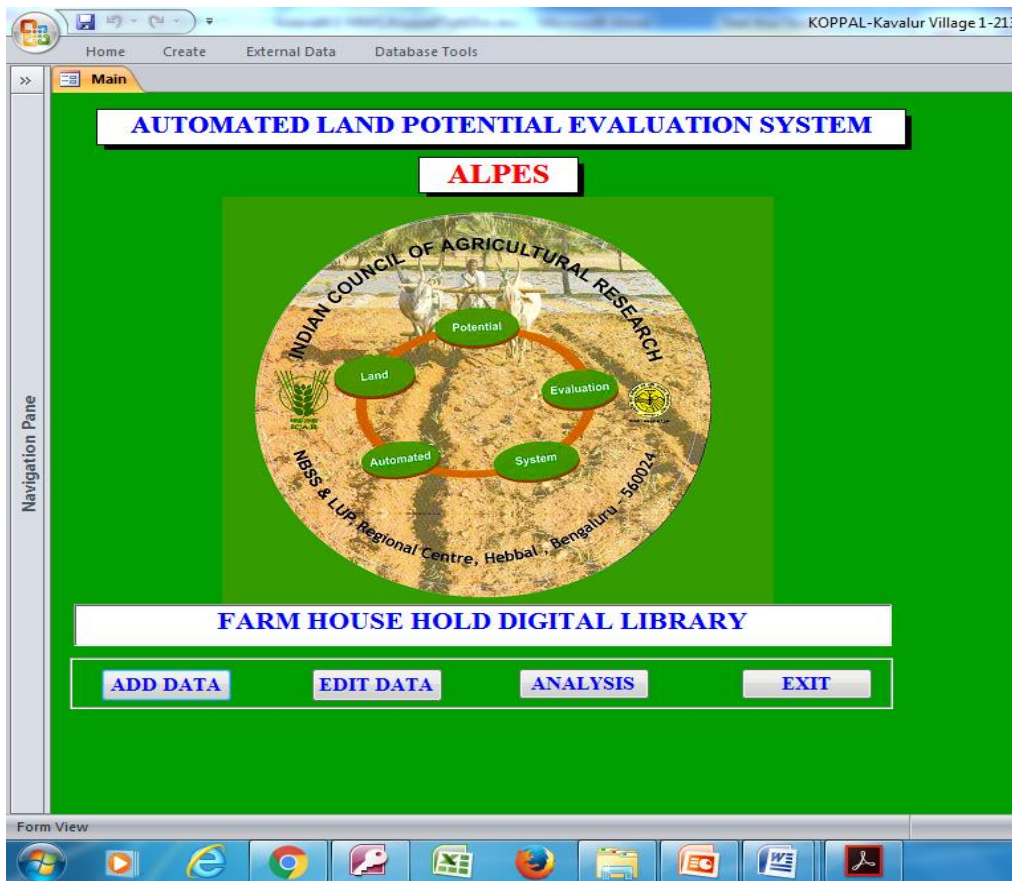 KOPPAL-Kavalur Village 1-213
Home Create External Data Database Tools
Main
AUTOMATED LAND POTENTIAL EVALUATION SYSTEM
ALPES
INDIAN COUNCIL OF AGRICULTURAL RESEARCH
Potential
Land
Evaluation
ICAR
Automated
System
NBSS & LUP, Regional Centre, Hebbal , Bengaluru - 560024
Navigation Pane
FARM HOUSE HOLD DIGITAL LIBRARY
ADD DATA EDIT DATA ANALYSIS EXIT
Form View